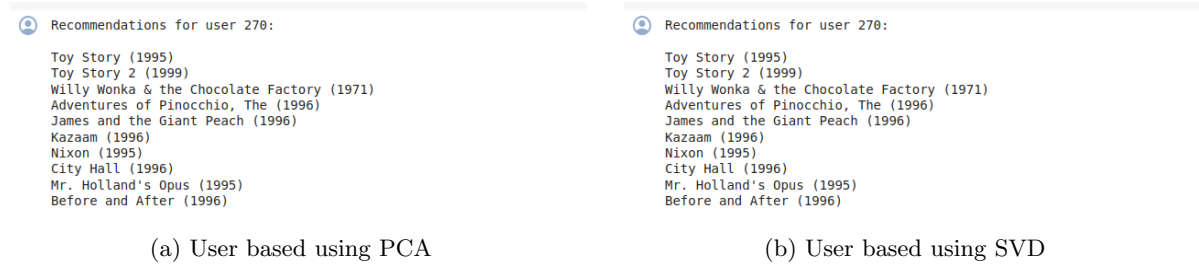 Recommendations for user 270:
Toy Story (1995)
Toy Story 2 (1999)
Willy Wonka & the Chocolate Factory (1971)
Adventures of Pinocchio, The (1996)
James and the Giant Peach (1996)
Kazaam (1996)
Nixon (1995)
City Hall (1996)
Mr. Holland's Opus (1995)
Before and After (1996)
(a) User based using PCA
Recommendations for user 270:
Toy Story (1995)
Toy Story 2 (1999)
Willy Wonka & the Chocolate Factory (1971)
Adventures of Pinocchio, The (1996)
James and the Giant Peach (1996)
Kazaam (1996)
Nixon (1995)
City Hall (1996)
Mr. Holland's Opus (1995)
Before and After (1996)
(b) User based using SVD